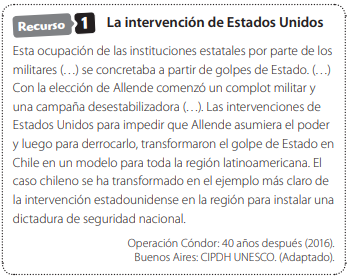 Recurso 1 La intervención de Estados Unidos
Esta ocupación de las instituciones estatales por parte de los
militares (…) se concretaba a partir de golpes de Estado. (…)
Con la elección de Allende comenzó un complot militar y
una campaña desestabilizadora (…). Las intervenciones de
Estados Unidos para impedir que Allende asumiera el poder
y luego para derrocarlo, transformaron el golpe de Estado en
Chile en un modelo para toda la región latinoamericana. El
caso chileno se ha transformado en el ejemplo más claro de
la intervención estadounidense en la región para instalar una
dictadura de seguridad nacional.
Operación Cóndor: 40 años después (2016).
Buenos Aires: CIPDH UNESCO. (Adaptado).